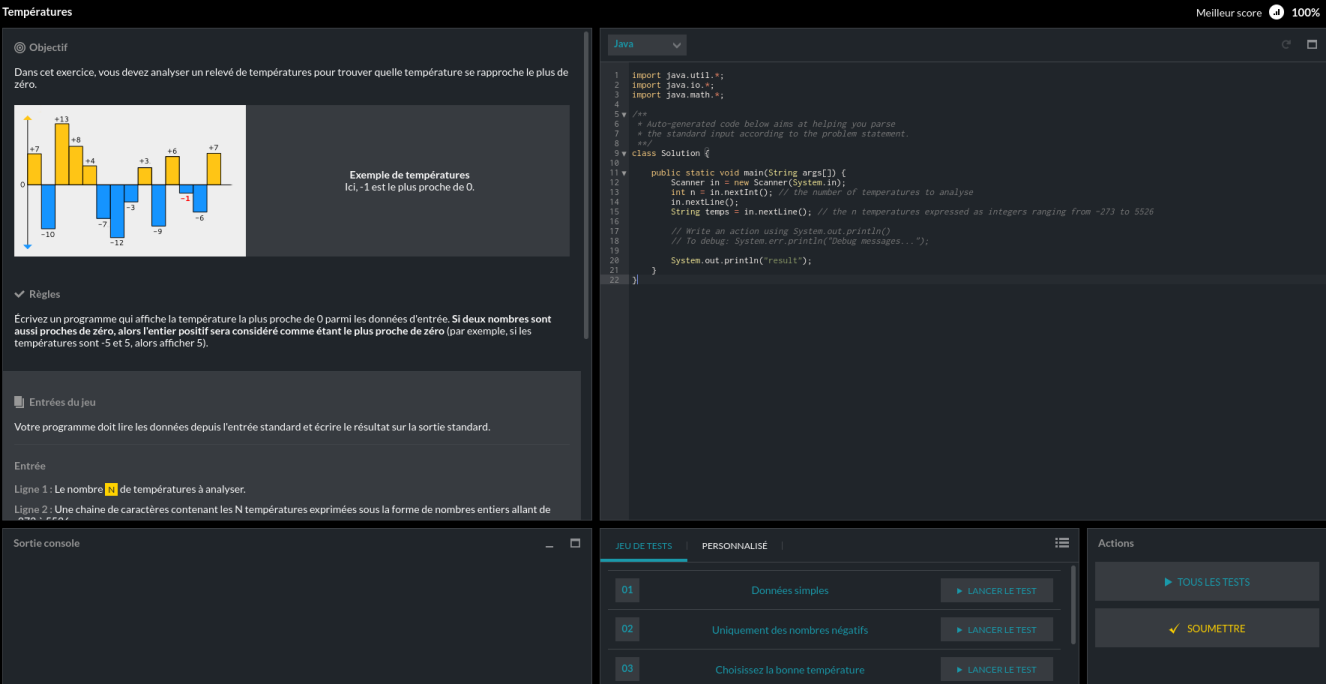 Températures
Meilleur score 100%
Objectif
Dans cet exercice, vous devez analyser un relevé de températures pour trouver quelle température se rapproche le plus de
zéro.
+13
+8
+7
+4
+3
+6
+7
0
-10
-7
-12
-3
-9
-1
-6
Exemple de températures
Ici, -1 est le plus proche de 0.
Règles
Écrivez un programme qui affiche la température la plus proche de 0 parmi les données d'entrée. Si deux nombres sont
aussi proches de zéro, alors l'entier positif sera considéré comme étant le plus proche de zéro (par exemple, si les
températures sont -5 et 5, alors afficher 5).
Entrées du jeu
Votre programme doit lire les données depuis l'entrée standard et écrire le résultat sur la sortie standard.
Entrée
Ligne 1 : Le nombre N de températures à analyser.
Ligne 2 : Une chaine de caractères contenant les N températures exprimées sous la forme de nombres entiers allant de
Java
1 import java.util.*;
2 import java.io.*;
3 import java.math.*;
4
5 /**
6 * Auto-generated code below aims at helping you parse
7 * the standard input according to the problem statement.
8 **/
9 class Solution {
10
11 public static void main(String args[]) {
12 Scanner in = new Scanner(System.in);
13 int n = in.nextInt(); // the number of temperatures to analyse
14 in.nextLine();
15 String temps = in.nextLine(); // the n temperatures expressed as integers ranging from -273 to 5526
16
17 // Write an action using System.out.println()
18 // To debug: System.err.println("Debug messages...");
19
20 System.out.println("result");
21 }
22 }
Sortie console
JEU DE TESTS
PERSONNALISÉ
01 Données simples LANCER LE TEST
02 Uniquement des nombres négatifs LANCER LE TEST
03 Choisissez la bonne température LANCER LE TEST
Actions
TOUS LES TESTS
SOUMETTRE